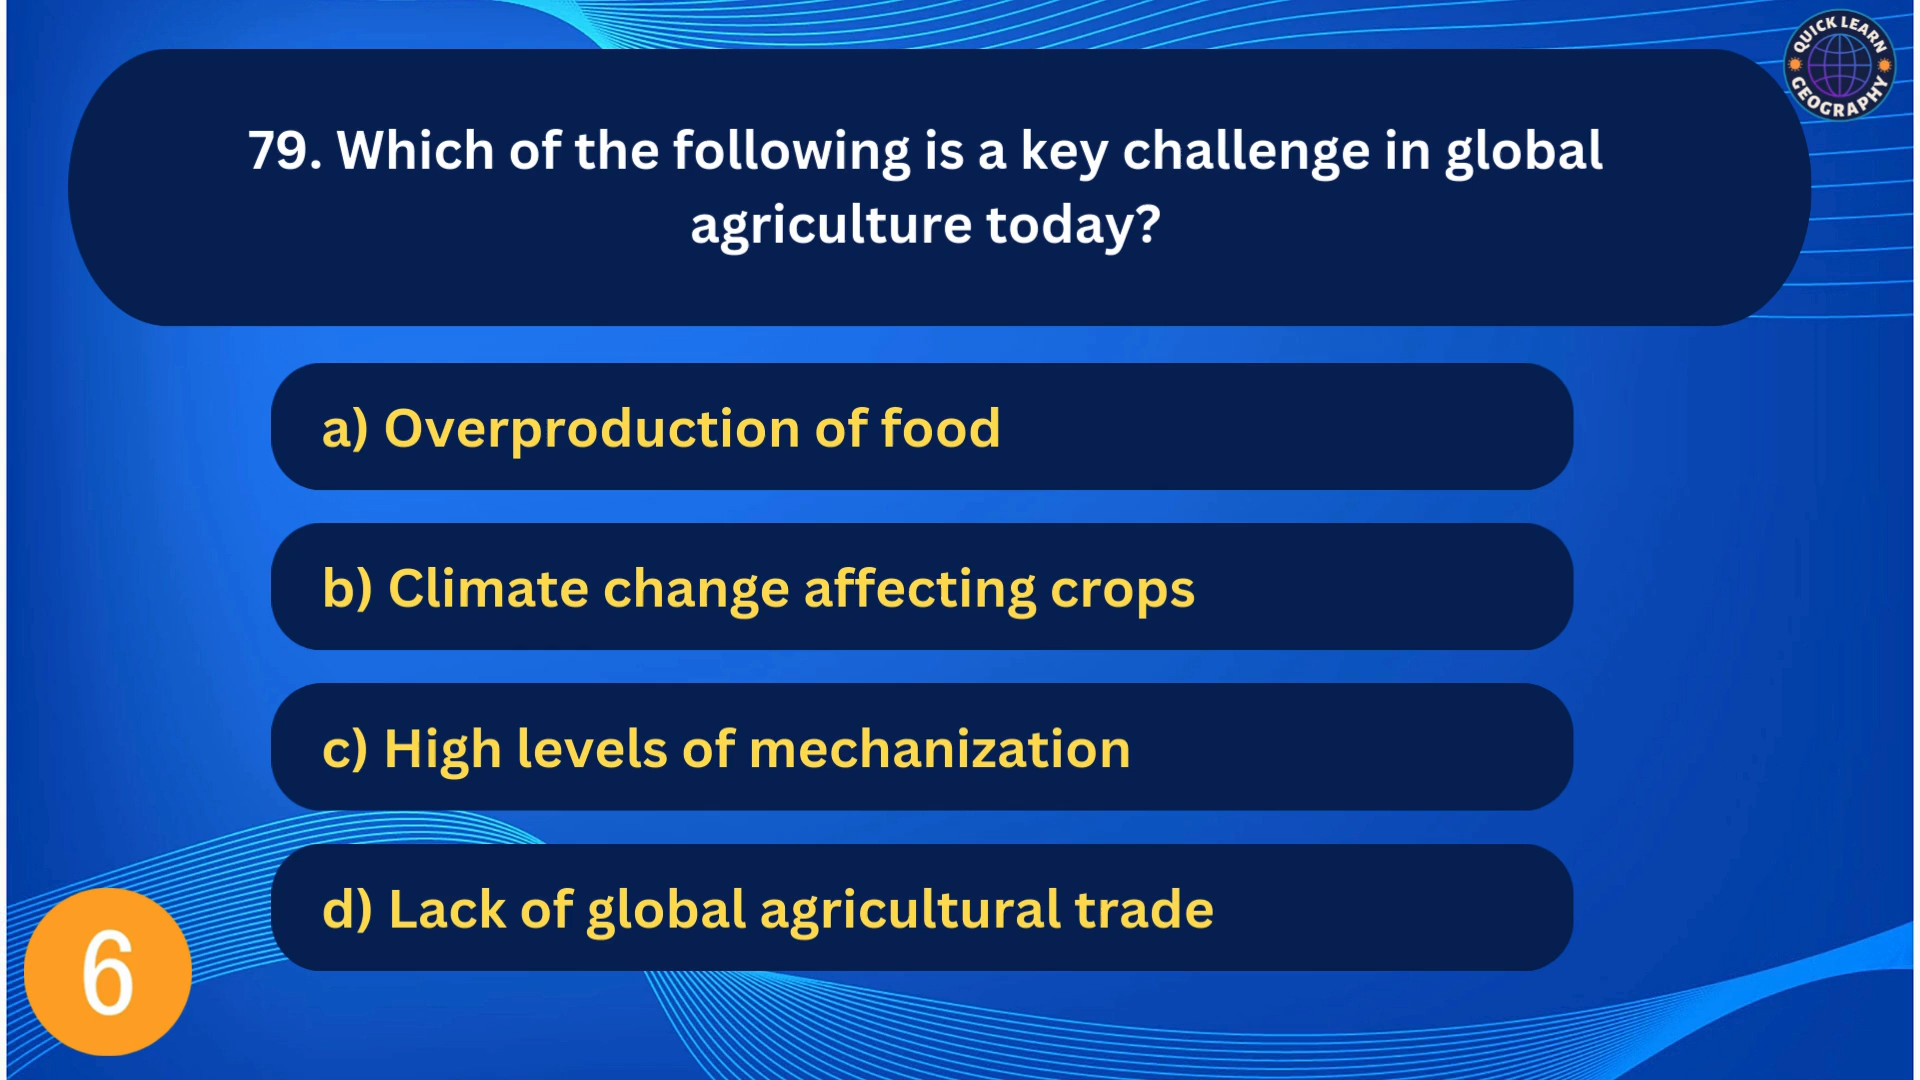 QUICK LEARN
GEOGRAPHY
79. Which of the following is a key challenge in global
agriculture today?
a) Overproduction of food
b) Climate change affecting crops
c) High levels of mechanization
d) Lack of global agricultural trade
6